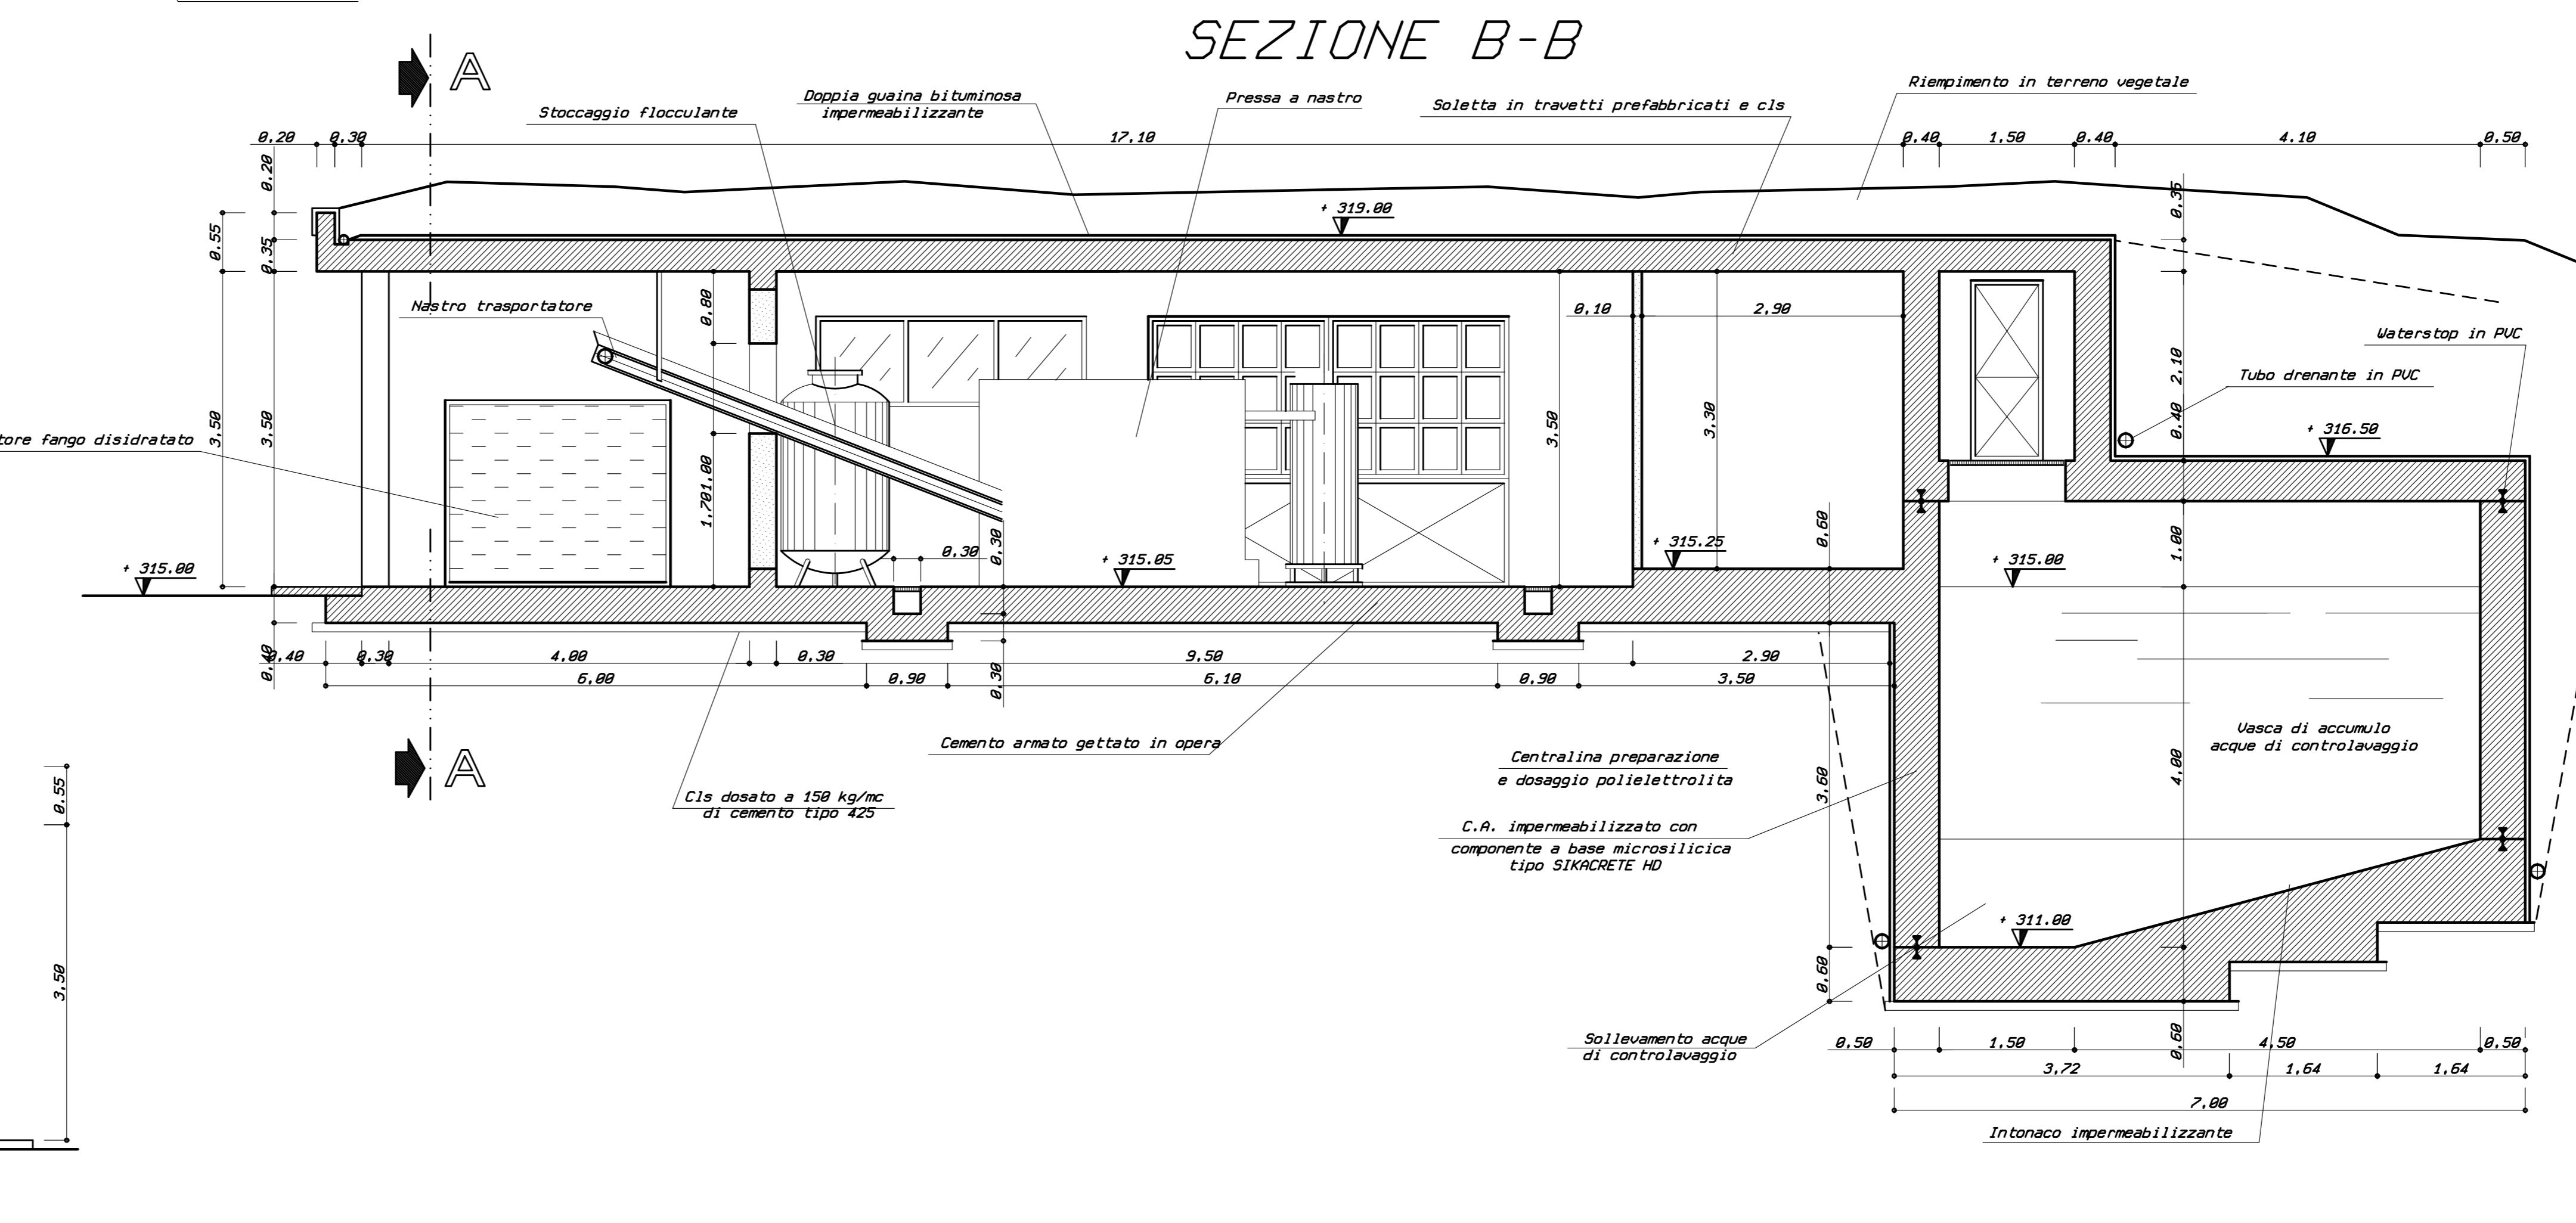 SEZIONE B-B
A
Riempimento in terreno vegetale
Doppia guaina bituminosa
impermeabilizzante
Pressa a nastro
Soletta in travetti prefabbricati e cls
Stoccaggio flocculante
0.20 0.30 17.10 0.40 1.50 0.40 4.10 0.50
0.20
0.35
+ 319.00
0.55
0.35
Nastro trasportatore
0.80
0.10 2.90
Waterstop in PVC
2.10
Tubo drenante in PVC
3.50
3.50
3.50
3.30
0.40
+ 316.50
tore fango disidratato
1.70 1.00
0.30
0.30
0.60
1.00
+ 315.00
+ 315.05
+ 315.25
+ 315.00
0.40
0.40 0.30 4.00 0.30 9.50 2.90
6.00 0.90 6.10 0.90 3.50
0.30
Cemento armato gettato in opera
Vasca di accumulo
acque di controlavaggio
4.00
Centralina preparazione
e dosaggio polielettrolita
3.60
A
Cls dosato a 150 kg/mc
di cemento tipo 425
0.55
C.A. impermeabilizzato con
componente a base microsilicica
tipo SIKACRETE HD
+ 311.00
3.50
0.60
Sollevamento acque
di controlavaggio
0.60
0.50 1.50 4.50 0.50
3.72 1.64 1.64
7.00
Intonaco impermeabilizzante